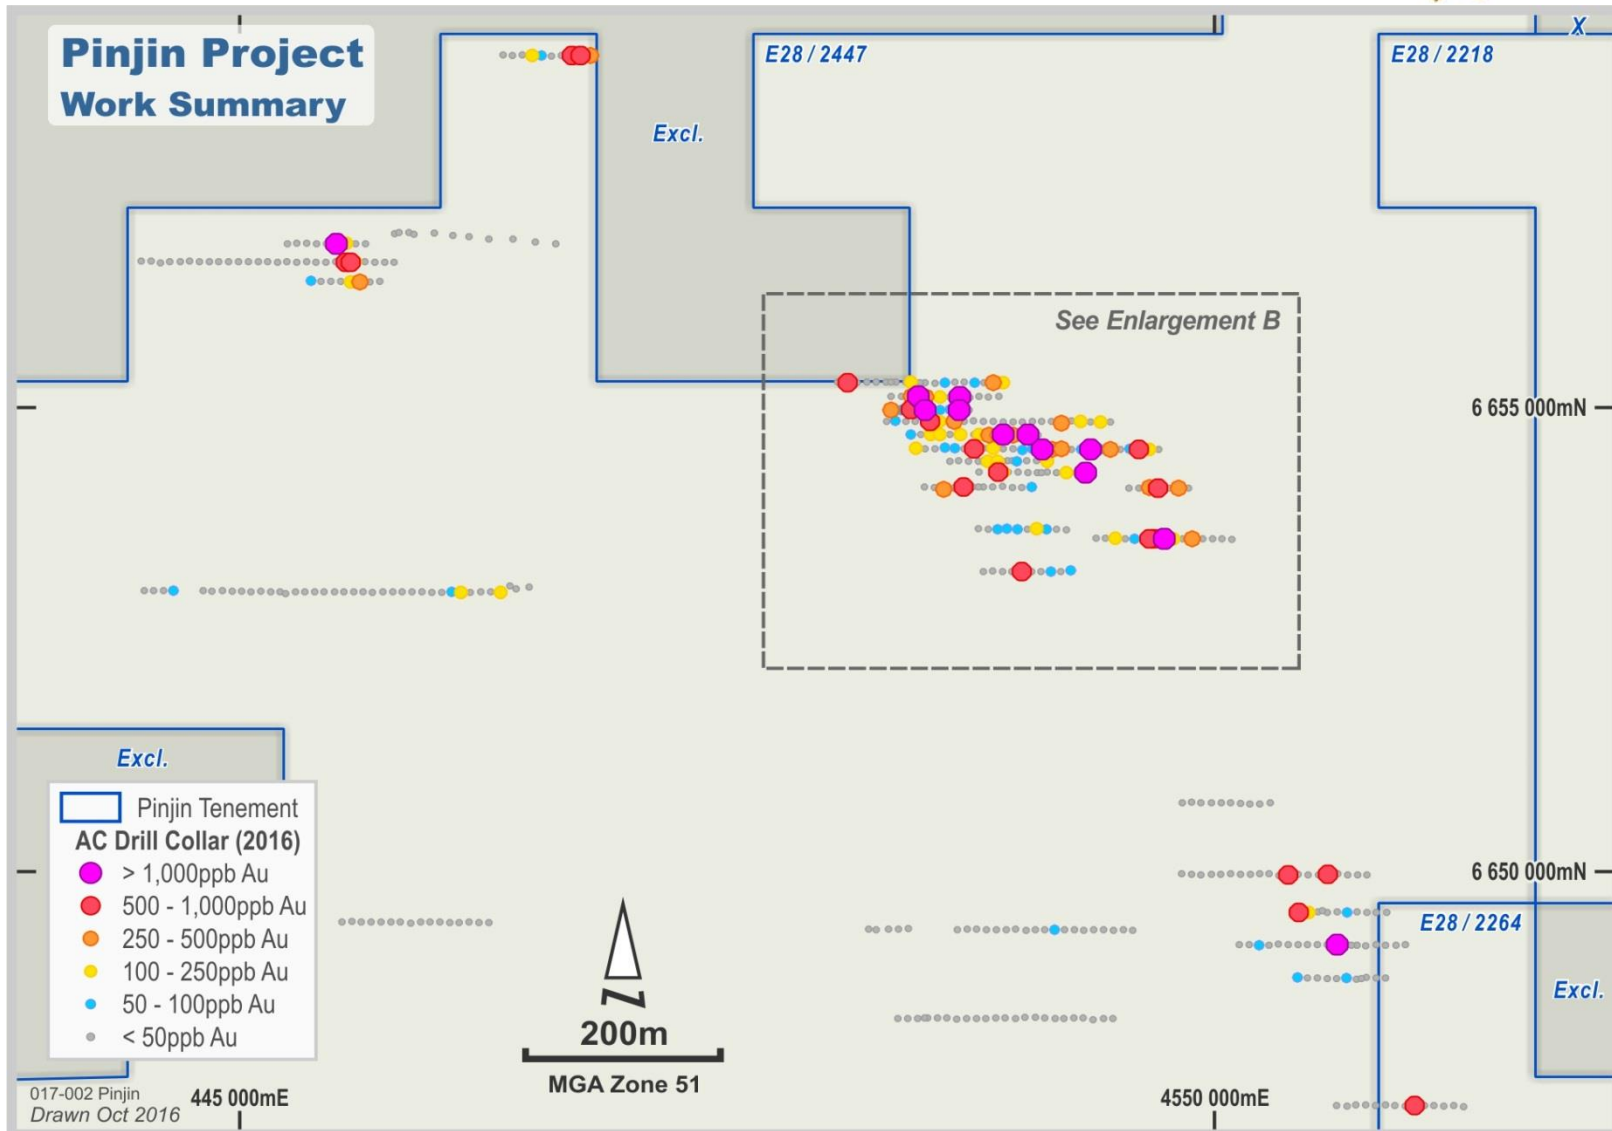 Pinjin Project
Work Summary
E28 / 2447
E28 / 2218
X
Excl.
See Enlargement B
6 655 000mN
Excl.
Pinjin Tenement
AC Drill Collar (2016)
> 1,000ppb Au
500 - 1,000ppb Au
250 - 500ppb Au
100 - 250ppb Au
50 - 100ppb Au
< 50ppb Au
6 650 000mN
E28 / 2264
Excl.
N
200m
MGA Zone 51
017-002 Pinjin
Drawn Oct 2016
445 000mE
4550 000mE